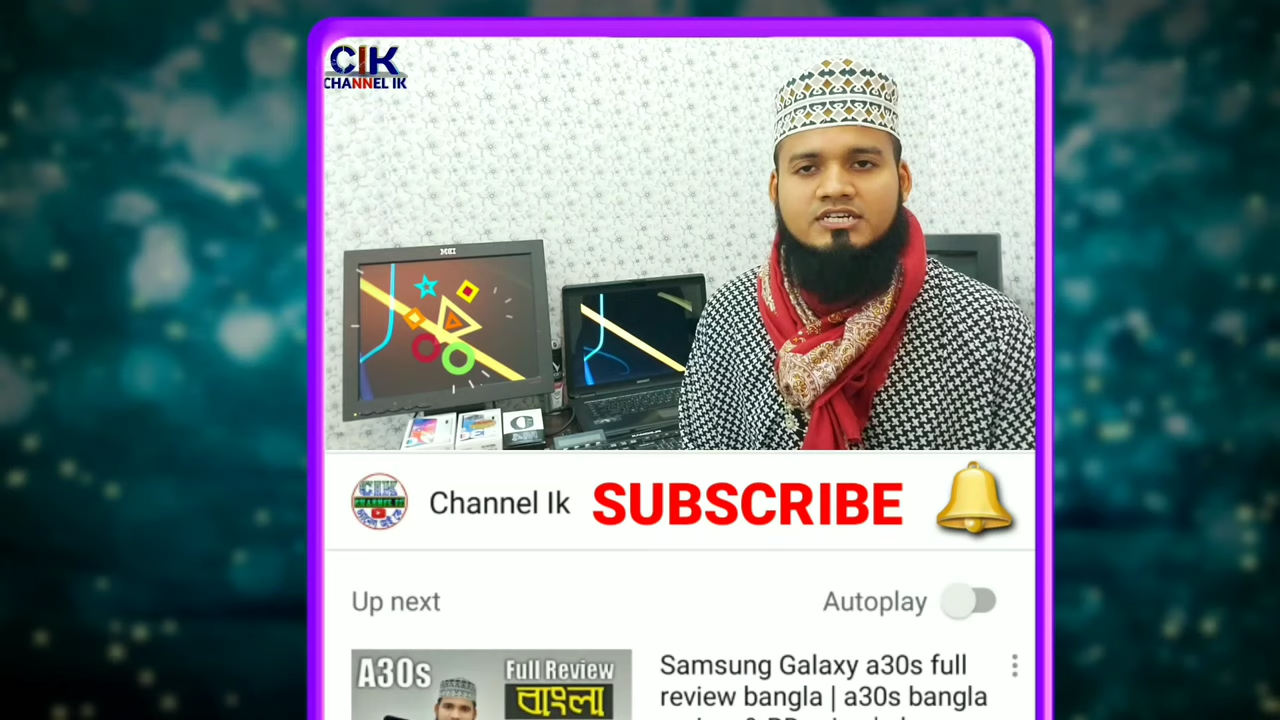 CIK
CHANNEL IK
Channel Ik
SUBSCRIBE
Up next
Autoplay
A30s
Full Review
বাংলা
Samsung Galaxy a30s full
review bangla | a30s bangla